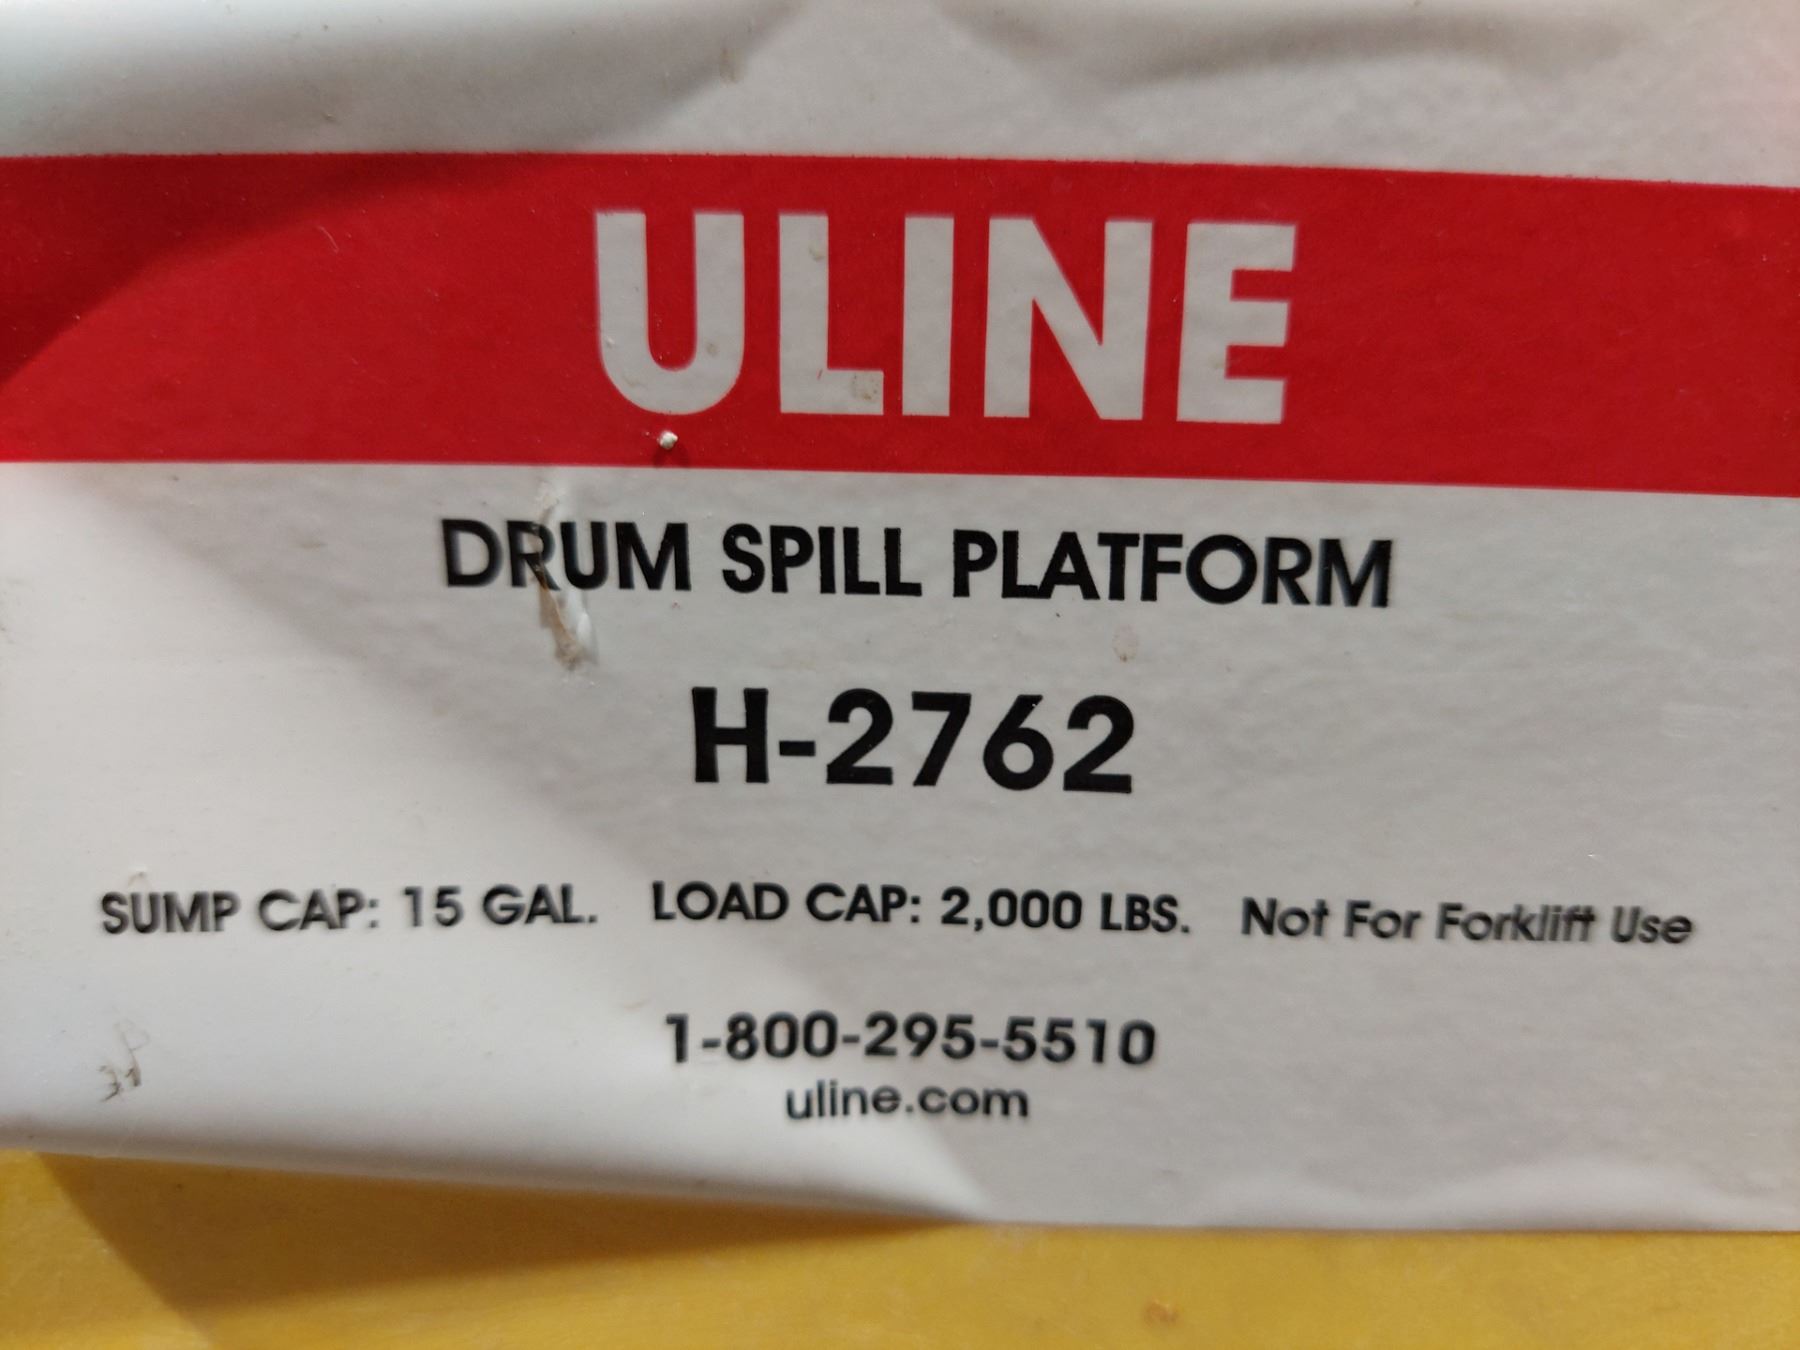 ULINE
DRUM SPILL PLATFORM
H-2762
SUMP CAP: 15 GAL. LOAD CAP: 2,000 LBS. Not For Forklift Use
1-800-295-5510
uline.com